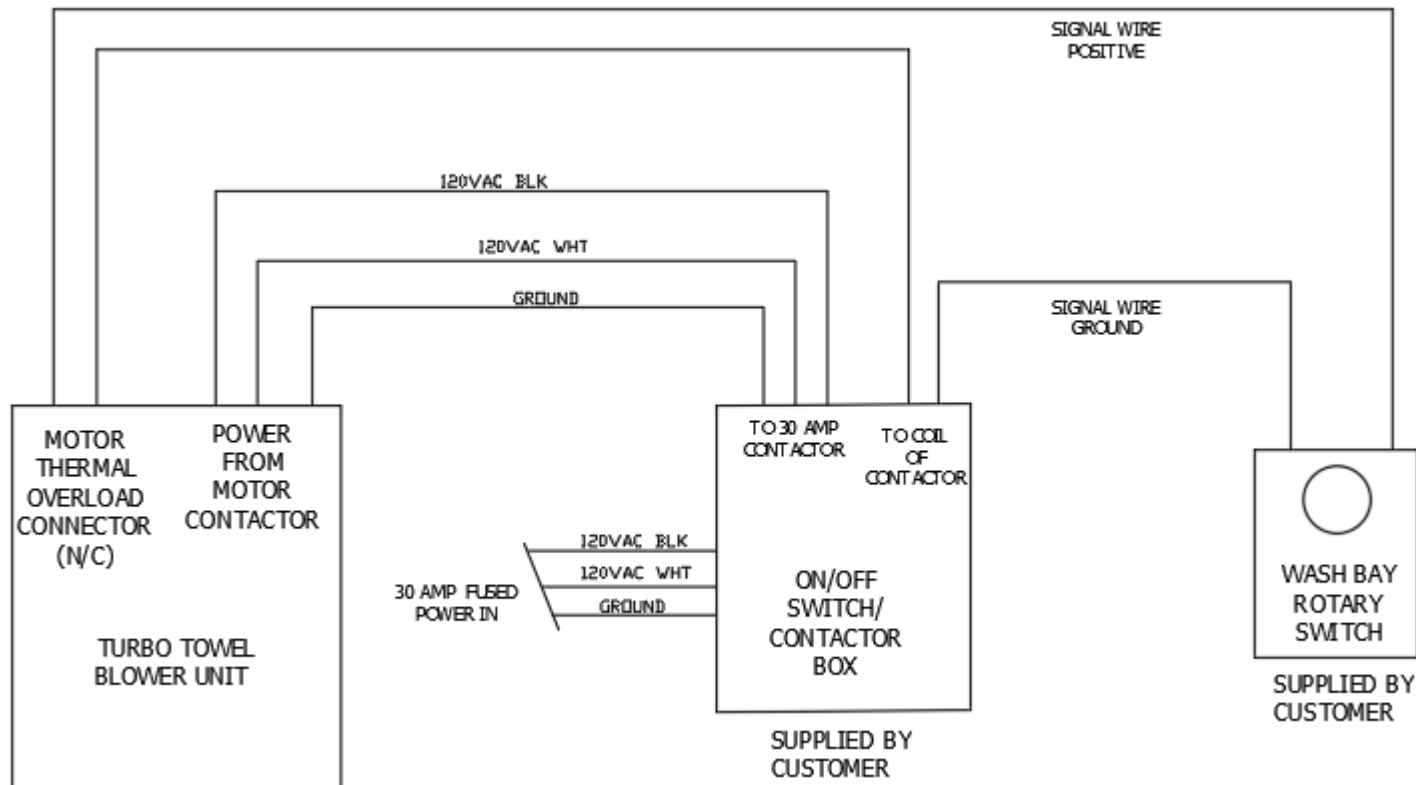 SIGNAL WIRE
POSITIVE
120VAC BLK
120VAC WHT
GROUND
SIGNAL WIRE
GROUND
MOTOR
THERMAL
OVERLOAD
CONNECTOR
(N/C)
POWER
FROM
MOTOR
CONTACTOR
TO 30 AMP
CONTACTOR
TO COIL
OF
CONTACTOR
120VAC BLK
120VAC WHT
GROUND
30 AMP FUSED
POWER IN
ON/OFF
SWITCH/
CONTACTOR
BOX
WASH BAY
ROTARY
SWITCH
TURBO TOWEL
BLOWER UNIT
SUPPLIED BY
CUSTOMER
SUPPLIED BY
CUSTOMER